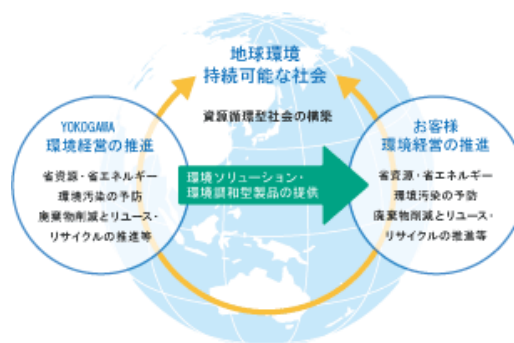 地球環境
持続可能な社会
資源循環型社会の構築
YOKOGAWA
環境経営の推進
省資源・省エネルギー
環境汚染の予防
廃棄物削減とリユース・
リサイクルの推進等
環境ソリューション・
環境調和型製品の提供
お客様
環境経営の推進
省資源・省エネルギー
環境汚染の予防
廃棄物削減とリユース・
リサイクルの推進等